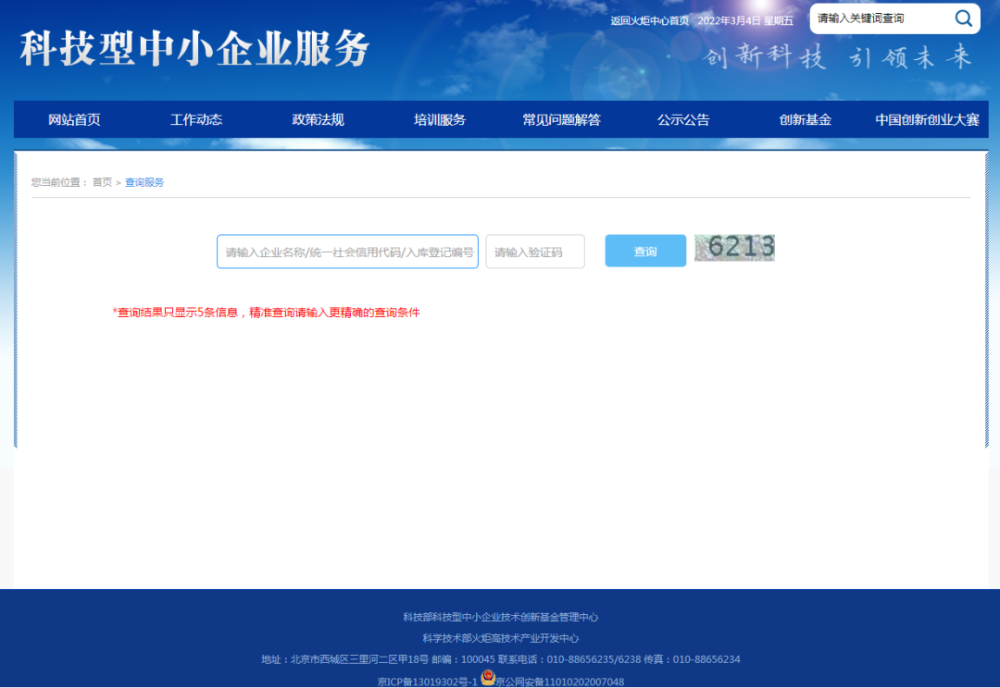 返回火炬中心首页 2022年3月4日 星期五 请输入关键词查询
科技型中小企业服务
创新科技 引领未来
网站首页 工作动态 政策法规 培训服务 常见问题解答 公示公告 创新基金 中国创新创业大赛
您当前位置： 首页 > 查询服务
请输入企业名称/统一社会信用代码/入库登记编号 请输入验证码 查询 6213
*查询结果只显示5条信息，精准查询请输入更精确的查询条件
科技部科技型中小企业技术创新基金管理中心
科学技术部火炬高技术产业开发中心
地址：北京市西城区三里河二区甲18号 邮编：100045 联系电话：010-88656235/6238 传真：010-88656234
京ICP备13019302号-1 京公网安备11010202007048